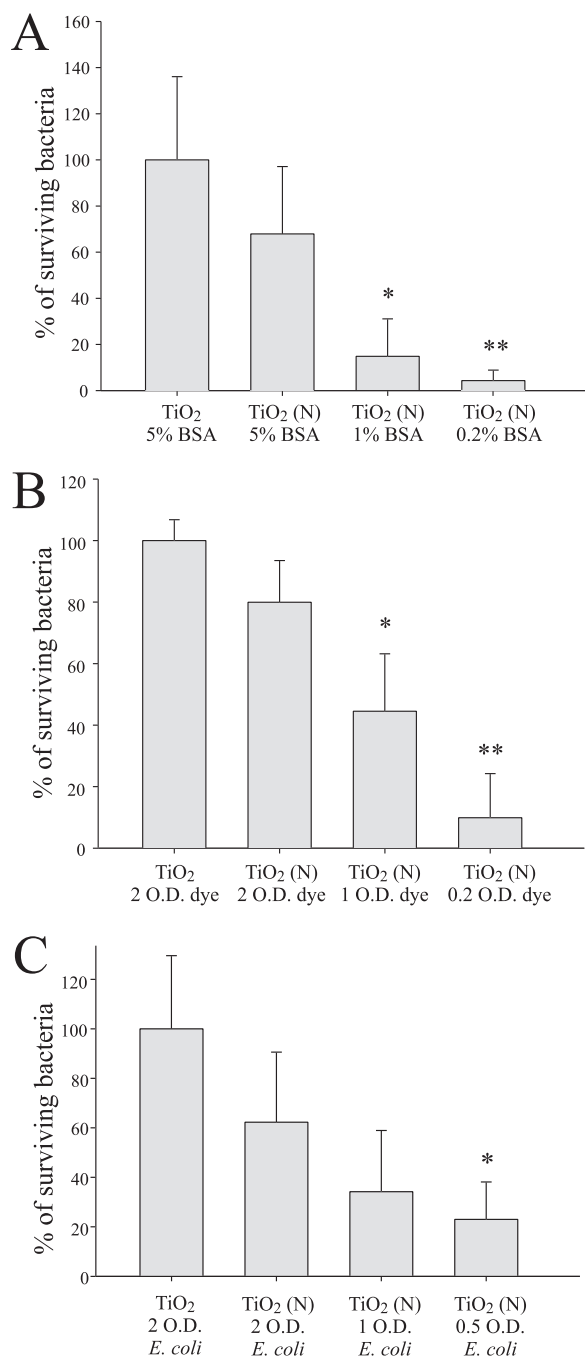 A
% of surviving bacteria
160
140
120
100
80
60
40
20
0
*
**
TiO₂ TiO₂ (N) TiO₂ (N) TiO₂ (N)
5% BSA 5% BSA 1% BSA 0.2% BSA
B
% of surviving bacteria
120
100
80
60
40
20
0
*
**
TiO₂ TiO₂ (N) TiO₂ (N) TiO₂ (N)
2 O.D. dye 2 O.D. dye 1 O.D. dye 0.2 O.D. dye
C
% of surviving bacteria
120
100
80
60
40
20
0
*
TiO₂ TiO₂ (N) TiO₂ (N) TiO₂ (N)
2 O.D. 2 O.D. 1 O.D. 0.5 O.D.
E. coli E. coli E. coli E. coli